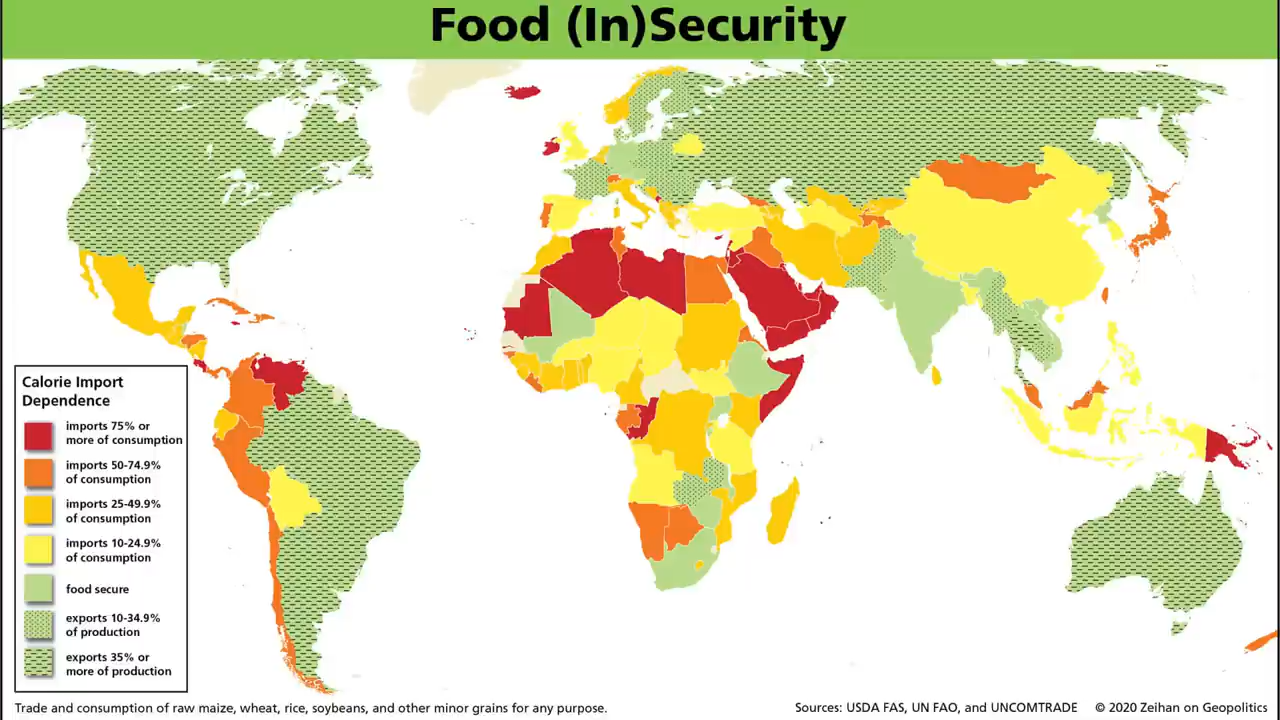 Food (In)Security
Calorie Import
Dependence
imports 75% or
more of consumption
imports 50-74.9%
of consumption
imports 25-49.9%
of consumption
imports 10-24.9%
of consumption
food secure
exports 10-34.9%
of production
exports 35% or
more of production
Trade and consumption of raw maize, wheat, rice, soybeans, and other minor grains for any purpose.
Sources: USDA FAS, UN FAO, and UNCOMTRADE © 2020 Zeihan on Geopolitics